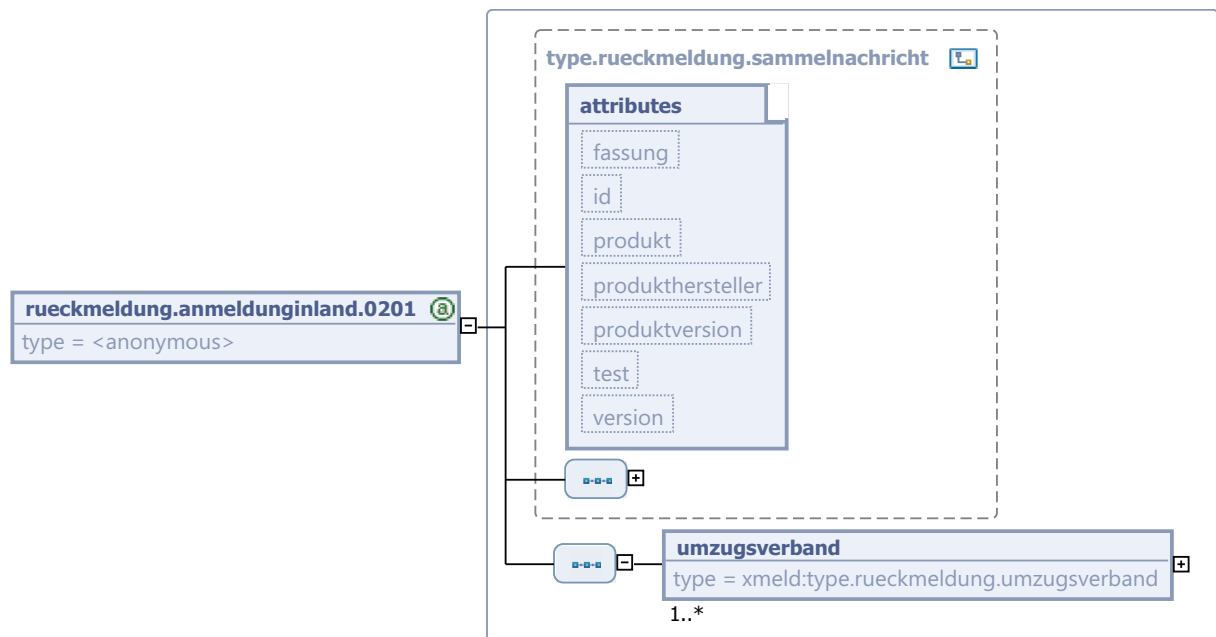 type.rueckmeldung.sammelnachricht
attributes
fassung
id
produkt
produkthersteller
produktversion
test
version
rueckmeldung.anmeldunginland.0201
type = <anonymous>
umzugsverband
type = xmeld:type.rueckmeldung.umzugsverband
1..*